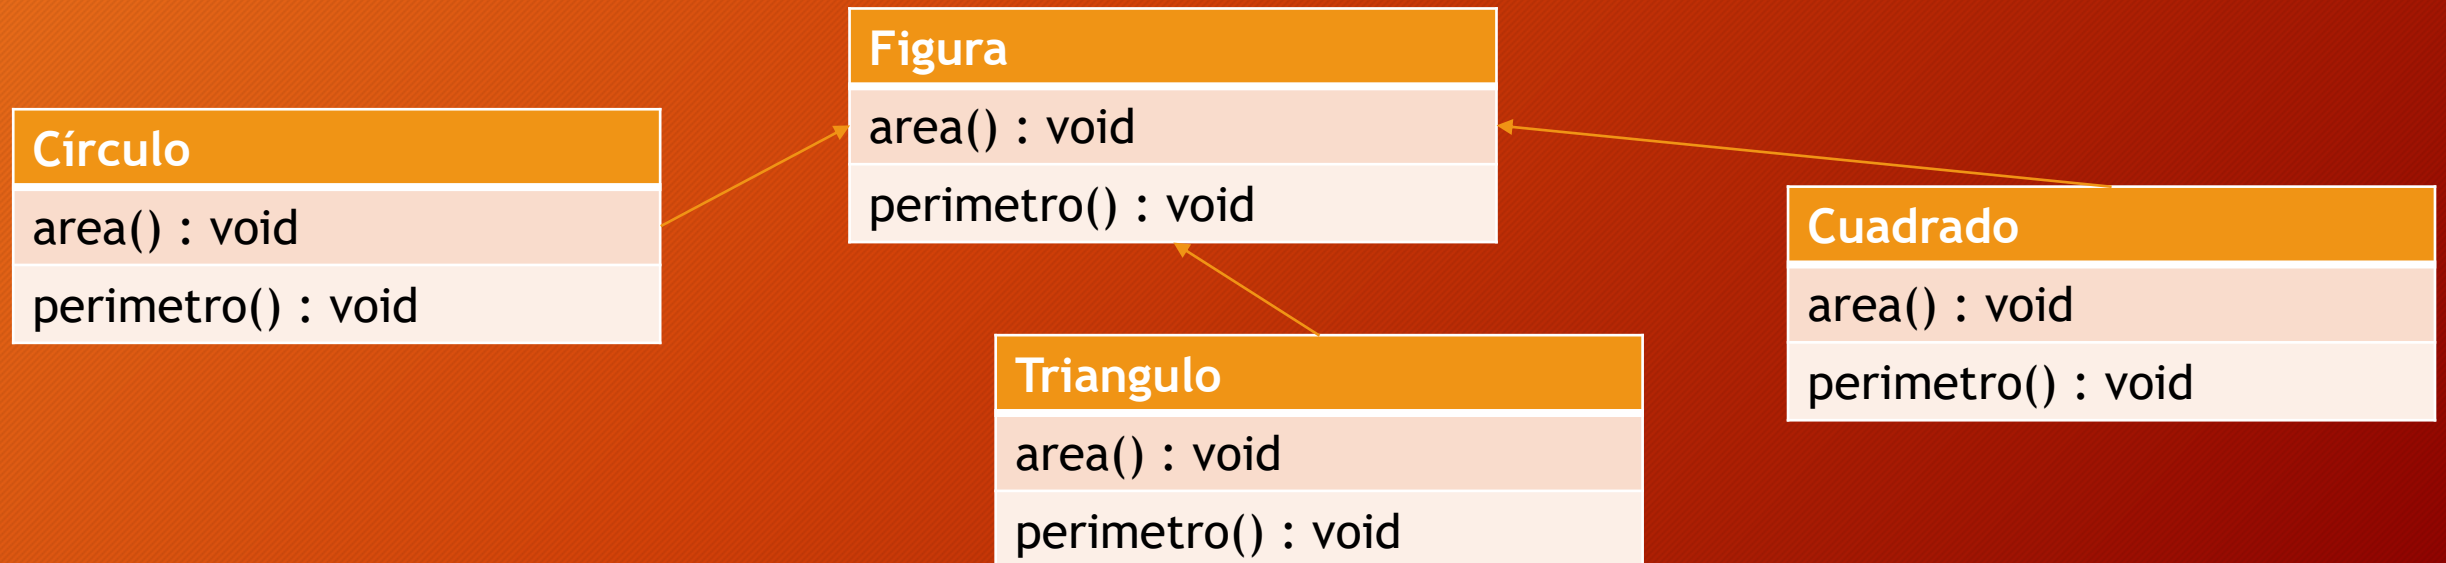 Figura
area() : void
perimetro() : void
Círculo
area() : void
perimetro() : void
Cuadrado
area() : void
perimetro() : void
Triangulo
area() : void
perimetro() : void